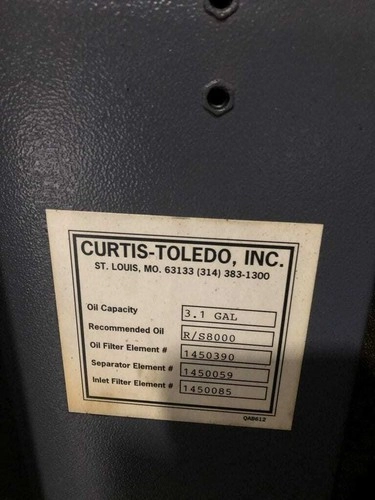 CURTIS-TOLEDO, INC.
ST. LOUIS, MO. 63133 (314) 383-1300
Oil Capacity 3.1 GAL
Recommended Oil R/S8000
Oil Filter Element # 1450390
Separator Element # 1450059
Inlet Filter Element # 1450085
QAB612